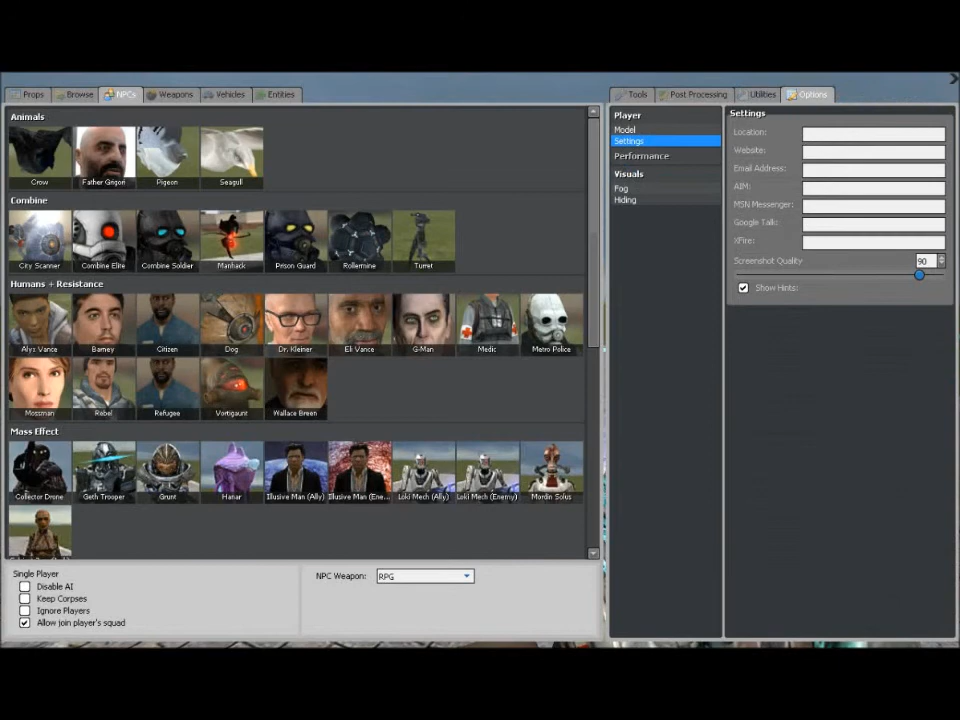 Props Browse NPCs Weapons Vehicles Entities
Animals
Crow Father Grigori Pigeon Seagull
Combine
City Scanner Combine Elite Combine Soldier Manhack Prison Guard Rollermine Turret
Humans + Resistance
Alyx Vance Barney Citizen Dog Dr. Kleiner Eli Vance G-Man Medic Metro Police
Mossman Rebel Refugee Vortigaunt Wallace Breen
Mass Effect
Collector Drone Geth Trooper Grunt Hanar Illusive Man (Ally) Illusive Man (Ene... Loki Mech (Ally) Loki Mech (Enemy) Mordin Solus
Single Player
Disable AI
Keep Corpses
Ignore Players
Allow join player's squad
NPC Weapon: RPG
Tools Post Processing Utilities Options
Player
Model
Settings
Performance
Visuals
Fog
Hiding
Settings
Location:
Website:
Email Address:
AIM:
MSN Messenger:
Google Talk:
XFire:
Screenshot Quality 90
Show Hints: